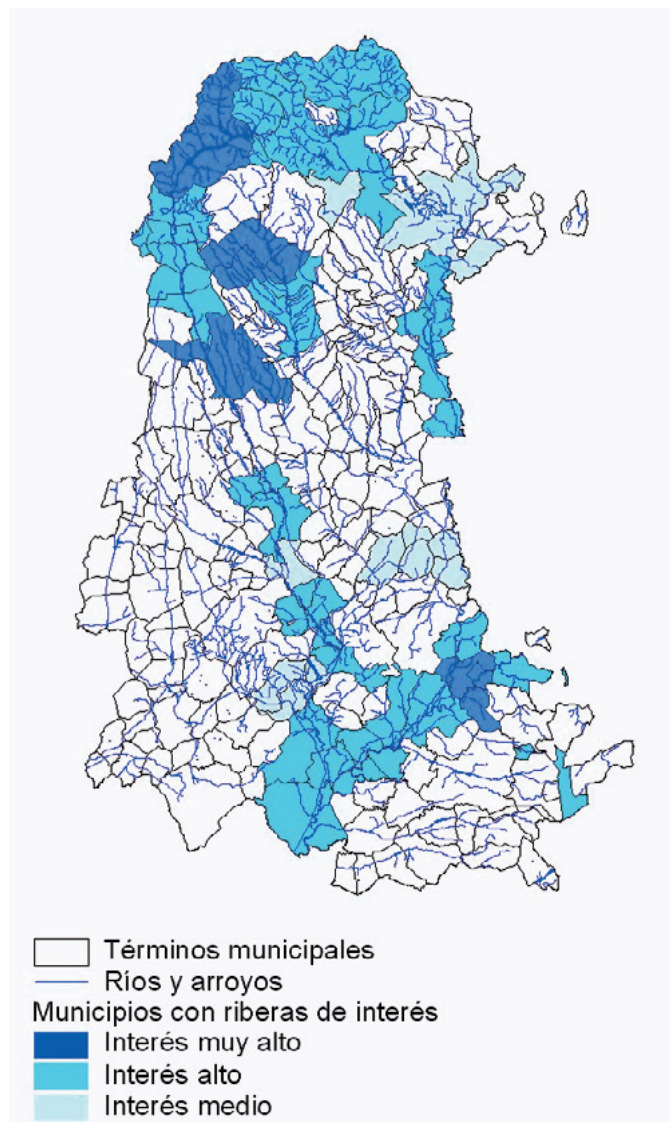 Términos municipales
Ríos y arroyos
Municipios con riberas de interés
Interés muy alto
Interés alto
Interés medio